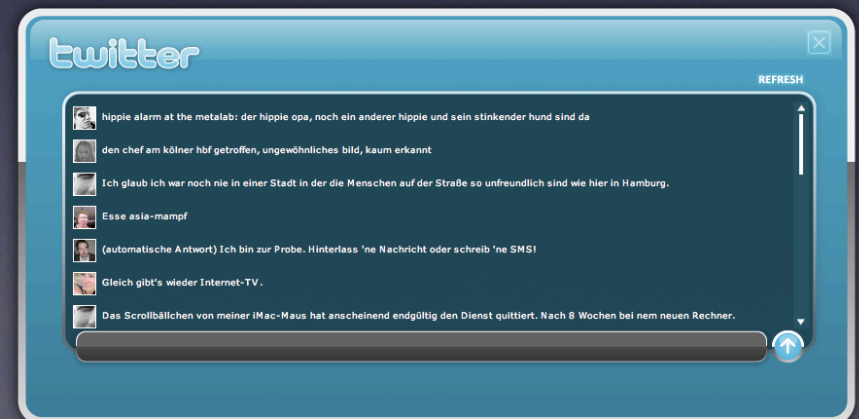 twitter
REFRESH
hippie alarm at the metalab: der hippie opa, noch ein anderer hippie und sein stinkender hund sind da
den chef am kölner hbf getroffen, ungewöhnliches bild, kaum erkannt
Ich glaub ich war noch nie in einer Stadt in der die Menschen auf der Straße so unfreundlich sind wie hier in Hamburg.
Esse asia-mampf
(automatische Antwort) Ich bin zur Probe. Hinterlass 'ne Nachricht oder schreib 'ne SMS!
Gleich gibt's wieder Internet-TV.
Das Scrollbällchen von meiner iMac-Maus hat anscheinend endgültig den Dienst quittiert. Nach 8 Wochen bei nem neuen Rechner.